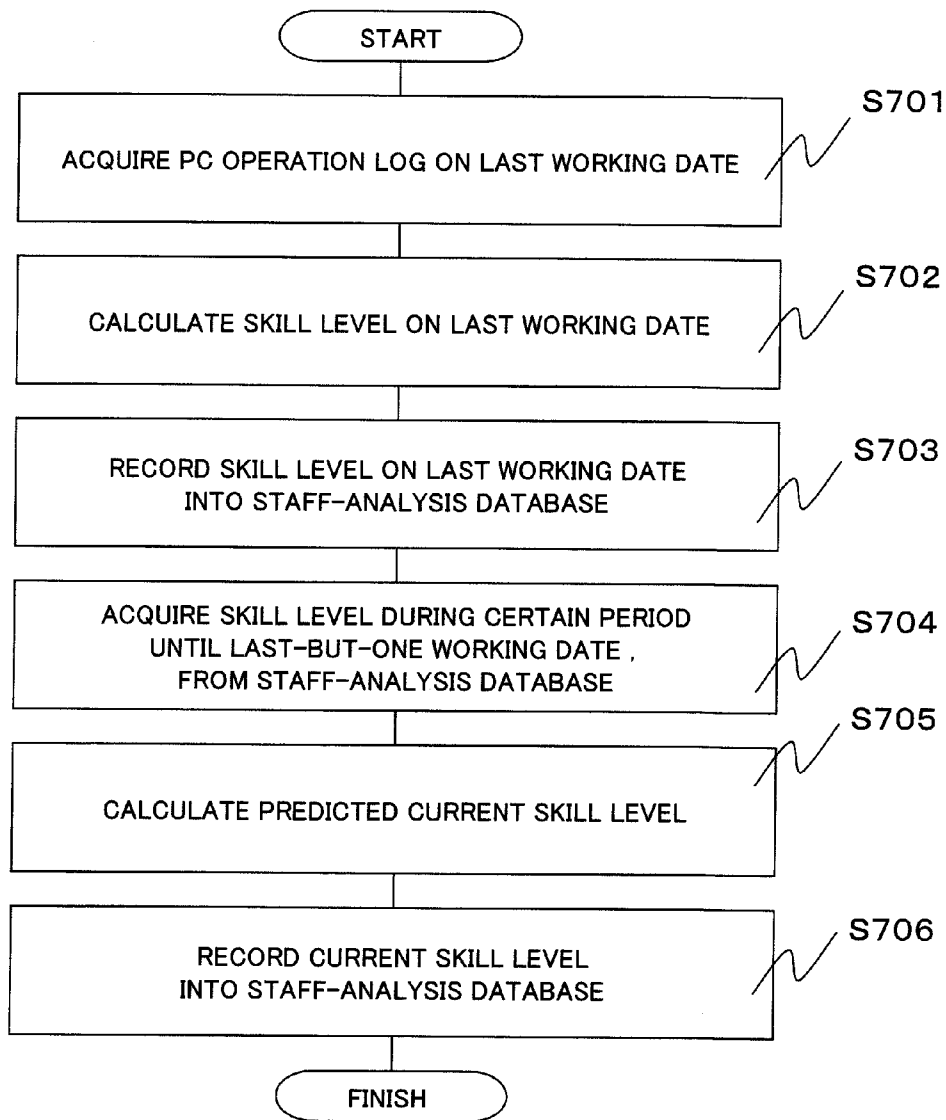 START
S701
ACQUIRE PC OPERATION LOG ON LAST WORKING DATE
S702
CALCULATE SKILL LEVEL ON LAST WORKING DATE
S703
RECORD SKILL LEVEL ON LAST WORKING DATE
INTO STAFF-ANALYSIS DATABASE
S704
ACQUIRE SKILL LEVEL DURING CERTAIN PERIOD
UNTIL LAST-BUT-ONE WORKING DATE ,
FROM STAFF-ANALYSIS DATABASE
S705
CALCULATE PREDICTED CURRENT SKILL LEVEL
S706
RECORD CURRENT SKILL LEVEL
INTO STAFF-ANALYSIS DATABASE
FINISH